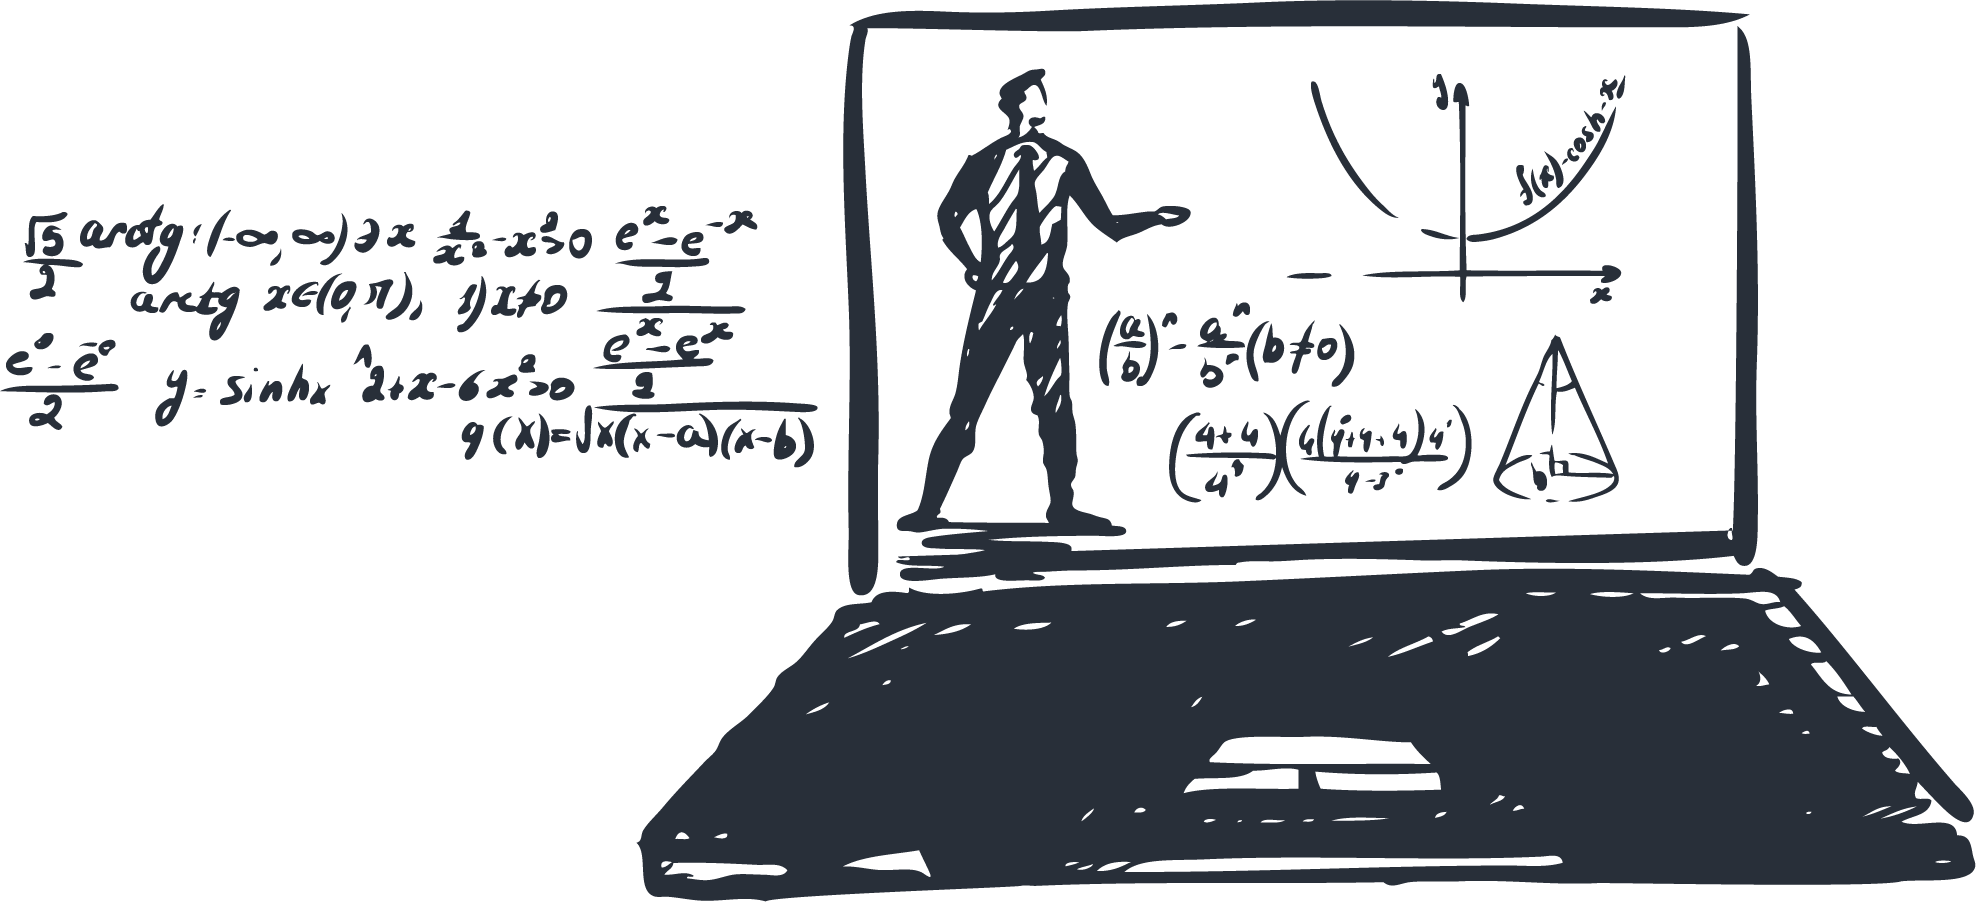 √5/2 arctg: (-∞, ∞) ∋ x 1/x² - x²>0 (e^x - e^-x)/2
arctg x∈(0, π), 1) x≠0
(e^0 - e^0)/2 y = sinhx 2+x-6x²>0 (e^x - e^x)/2
g(x)=√x(x-a)(x-b)
y
f(x)-cosh·x
x
(a/b)^n - a^n/b^n (b≠0)